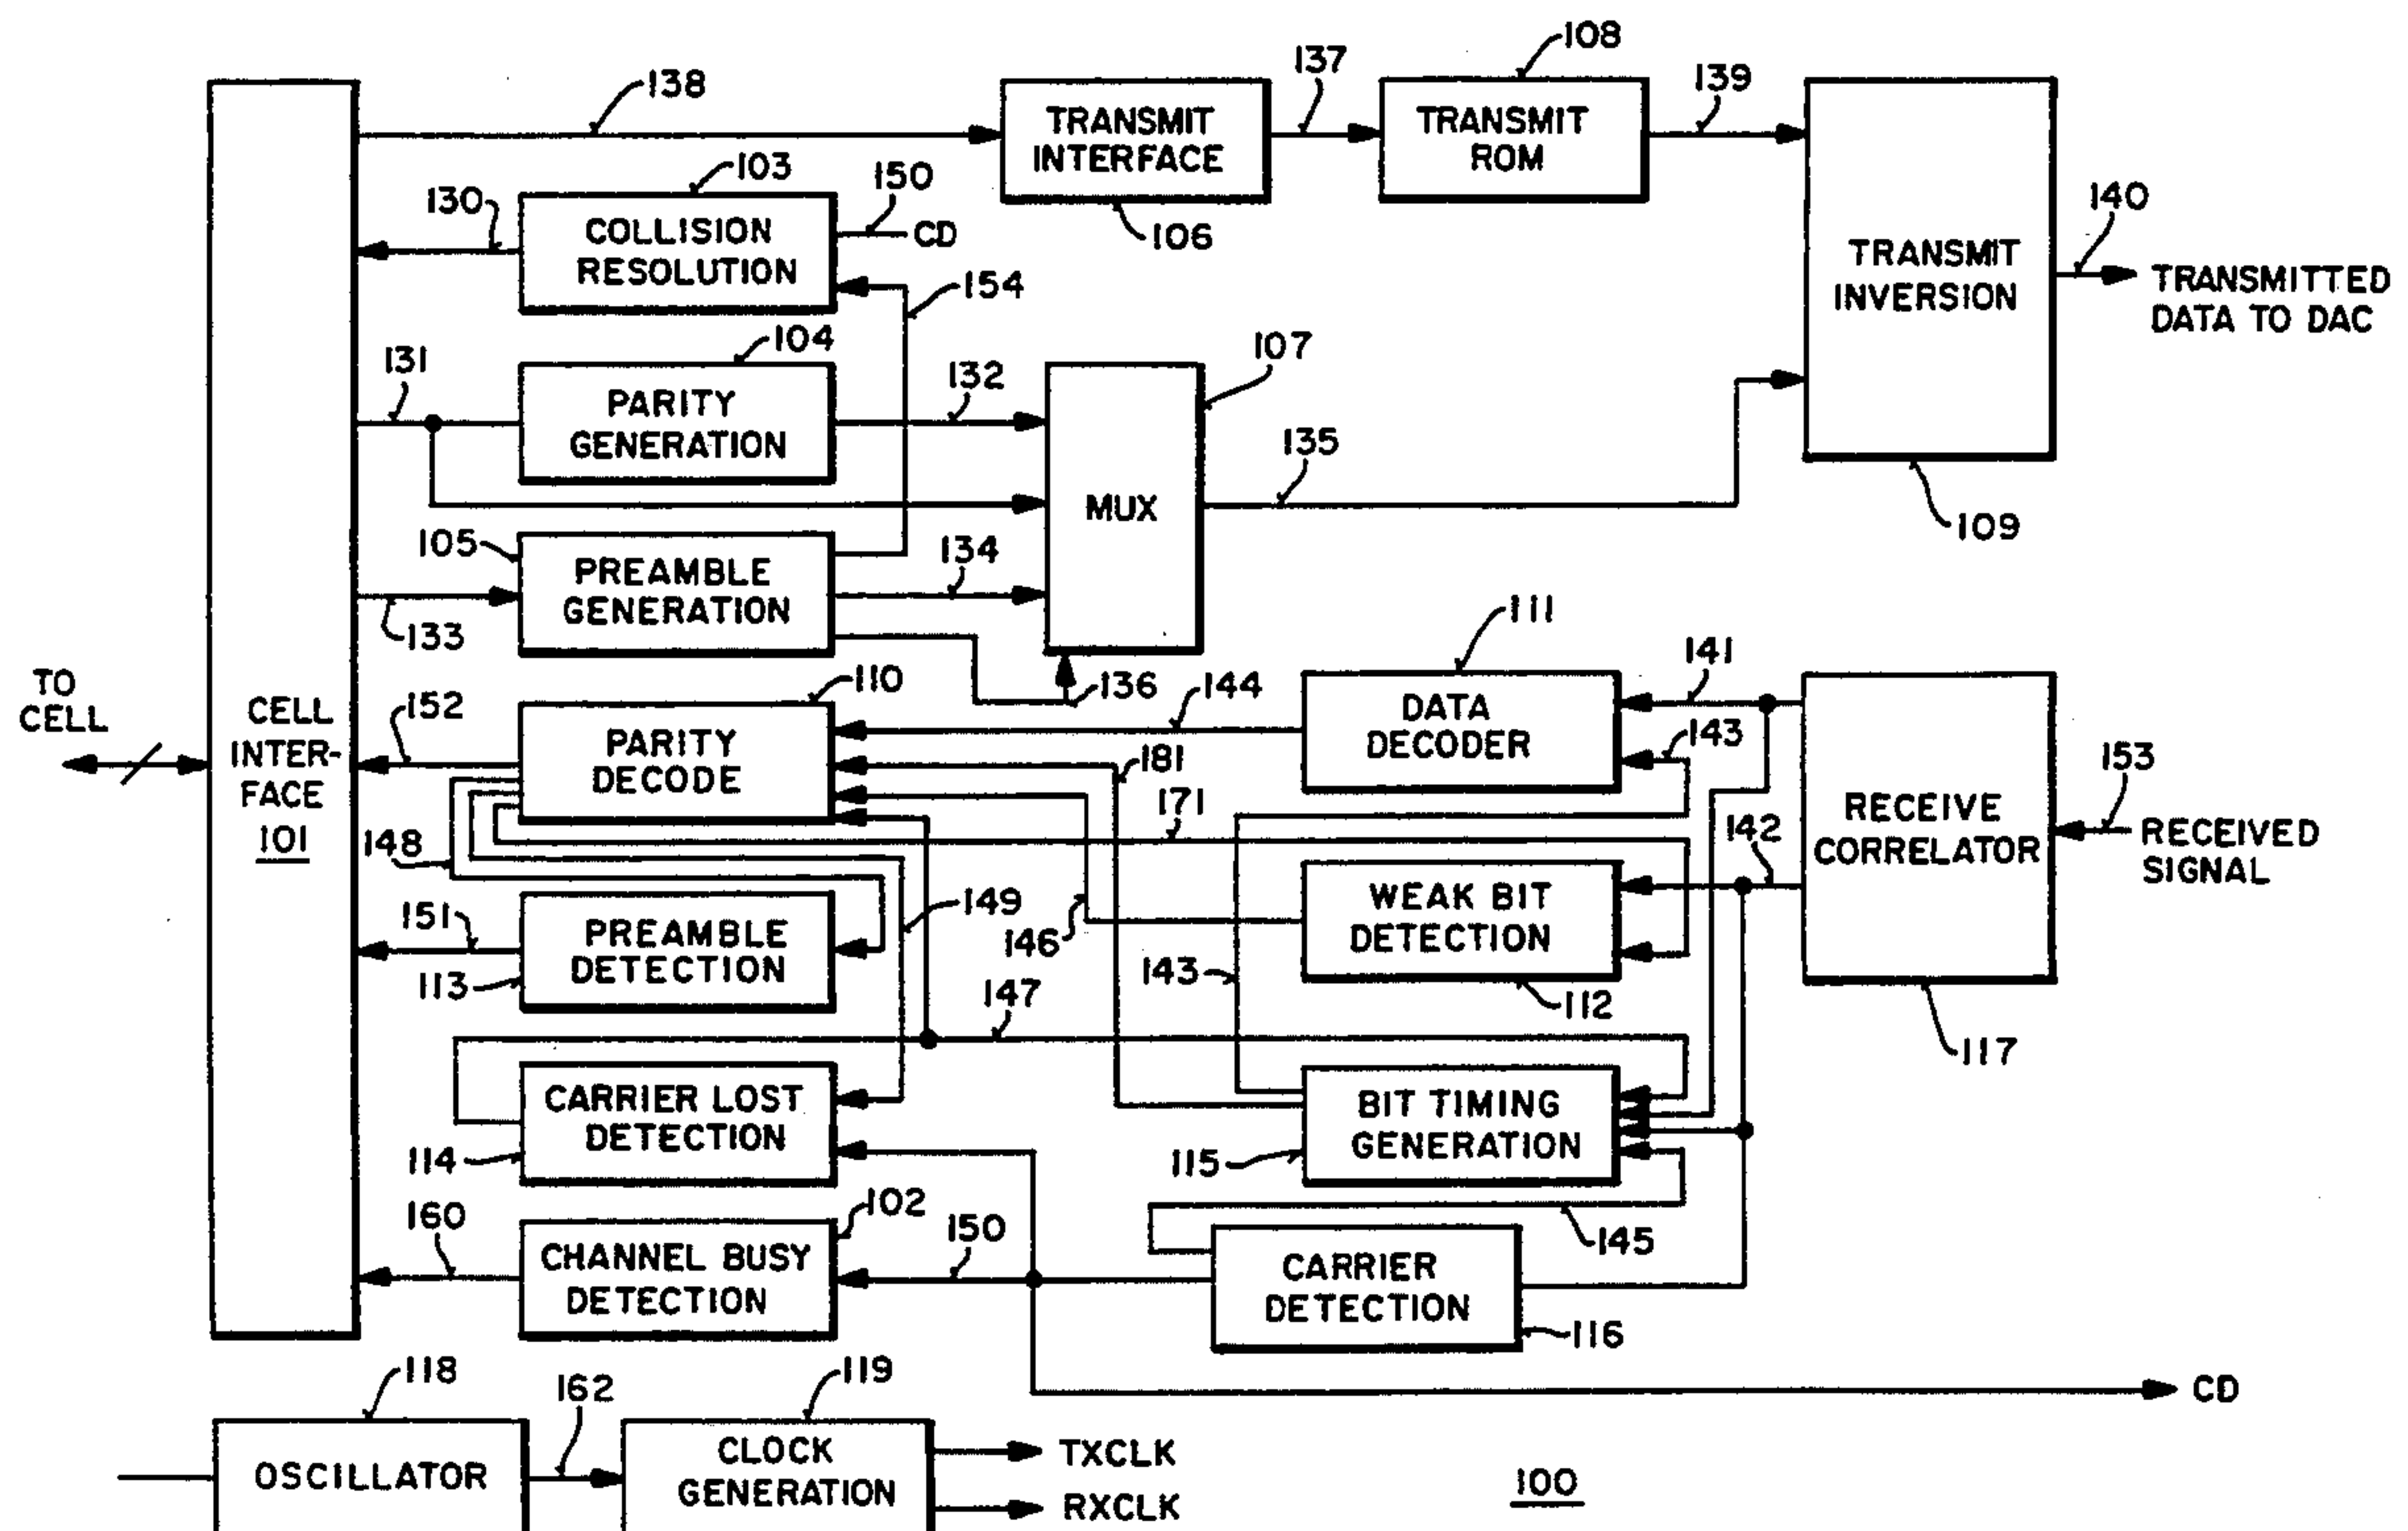 138
TRANSMIT
INTERFACE
106
137
108
TRANSMIT
ROM
139
TRANSMIT
INVERSION
109
140
TRANSMITTED
DATA TO DAC
103
130
COLLISION
RESOLUTION
150
CD
154
131
104
PARITY
GENERATION
132
107
MUX
135
105
PREAMBLE
GENERATION
133
134
136
TO
CELL
CELL
INTER-
FACE
101
152
110
PARITY
DECODE
144
181
171
111
DATA
DECODER
141
143
153
RECEIVED
SIGNAL
RECEIVE
CORRELATOR
117
142
148
149
146
WEAK BIT
DETECTION
112
143
151
PREAMBLE
DETECTION
113
147
CARRIER LOST
DETECTION
114
BIT TIMING
GENERATION
115
160
102
CHANNEL BUSY
DETECTION
150
145
CARRIER
DETECTION
116
CD
118
OSCILLATOR
162
119
CLOCK
GENERATION
TXCLK
RXCLK
100